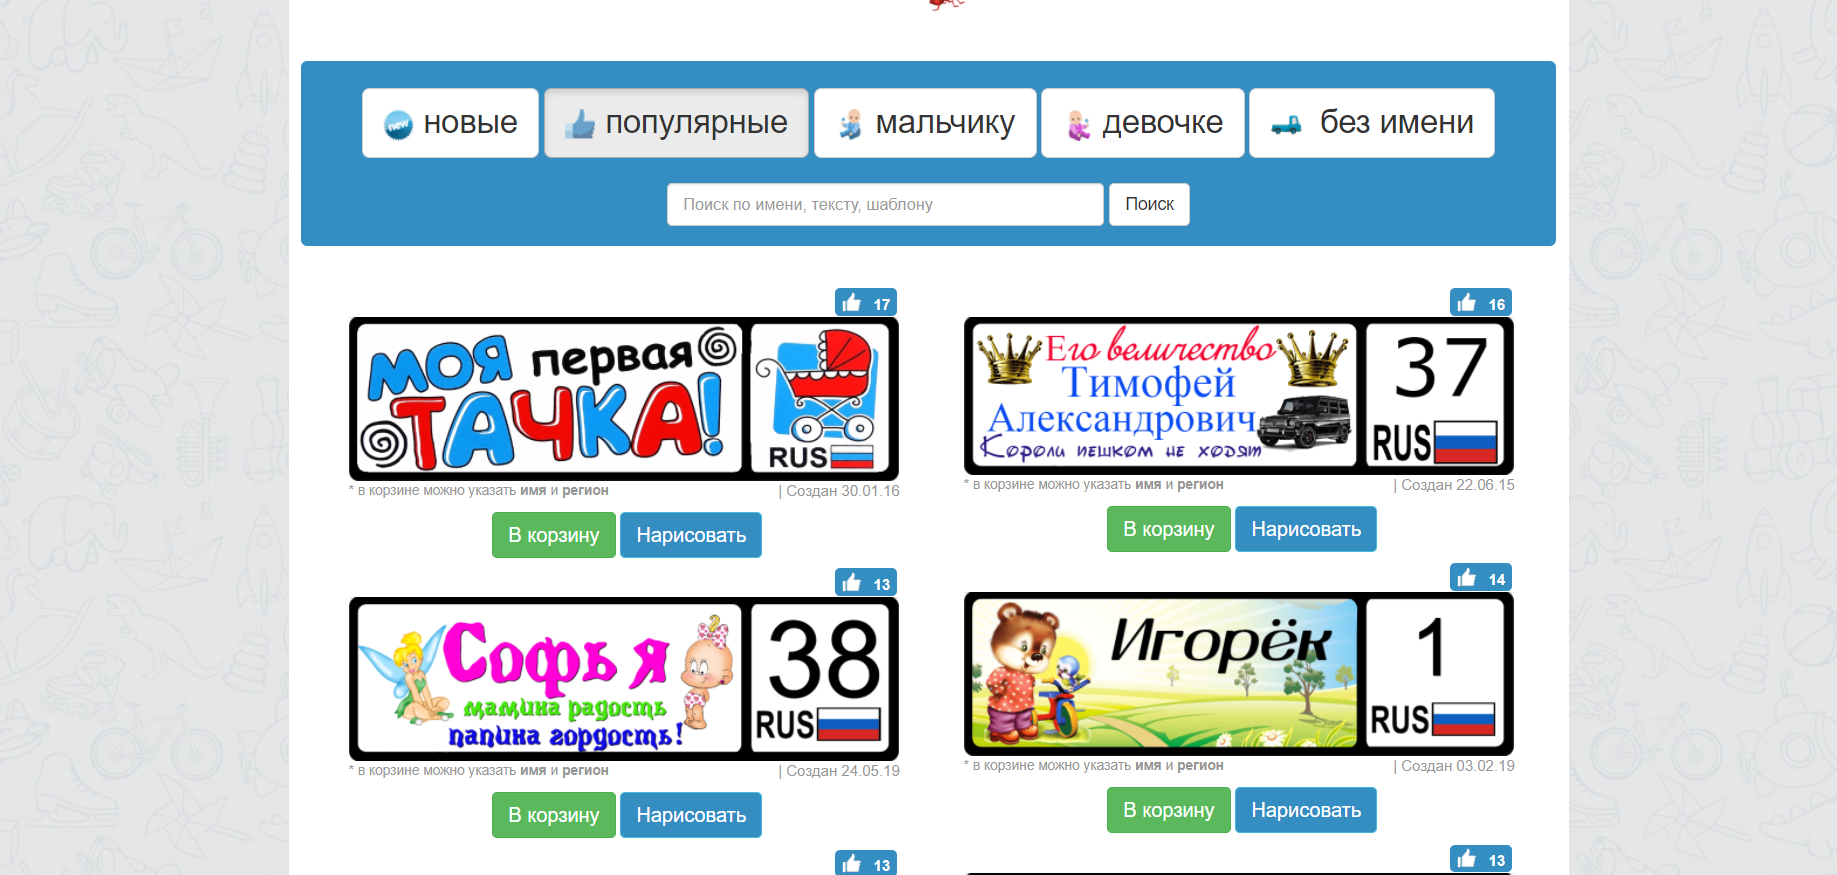 new новые популярные мальчику девочке без имени
Поиск по имени, тексту, шаблону Поиск
17
моя первая
ТАЧКА!
RUS
* в корзине можно указать имя и регион | Создан 30.01.16
В корзину Нарисовать
16
Его величество
Тимофей
Александрович
Короли пешком не ходят
37
RUS
* в корзине можно указать имя и регион | Создан 22.06.15
В корзину Нарисовать
13
Софья
мамина радость
папина гордость!
38
RUS
* в корзине можно указать имя и регион | Создан 24.05.19
В корзину Нарисовать
14
Игорёк
1
RUS
* в корзине можно указать имя и регион | Создан 03.02.19
В корзину Нарисовать
13
13